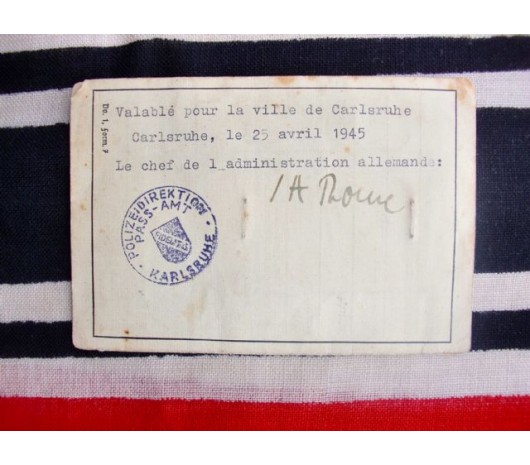 Valablé pour la ville de Carlsruhe
Carlsruhe, le 25 avril 1945
Le chef de l_administration allemande:
POLIZEIDIREKTION
PASS-AMT
KARLSRUHE